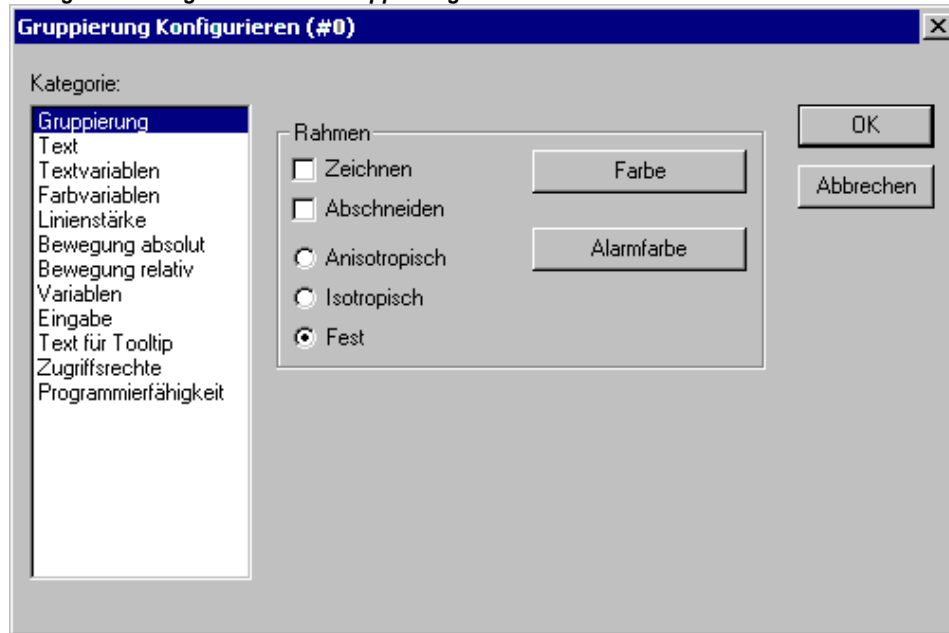 Gruppierung Konfigurieren (#0)
Kategorie:
Gruppierung
Text
Textvariablen
Farbvariablen
Linienstärke
Bewegung absolut
Bewegung relativ
Variablen
Eingabe
Text für Tooltip
Zugriffsrechte
Programmierfähigkeit
Rahmen
Zeichnen
Abschneiden
Anisotropisch
Isotropisch
Fest
Farbe
Alarmfarbe
OK
Abbrechen